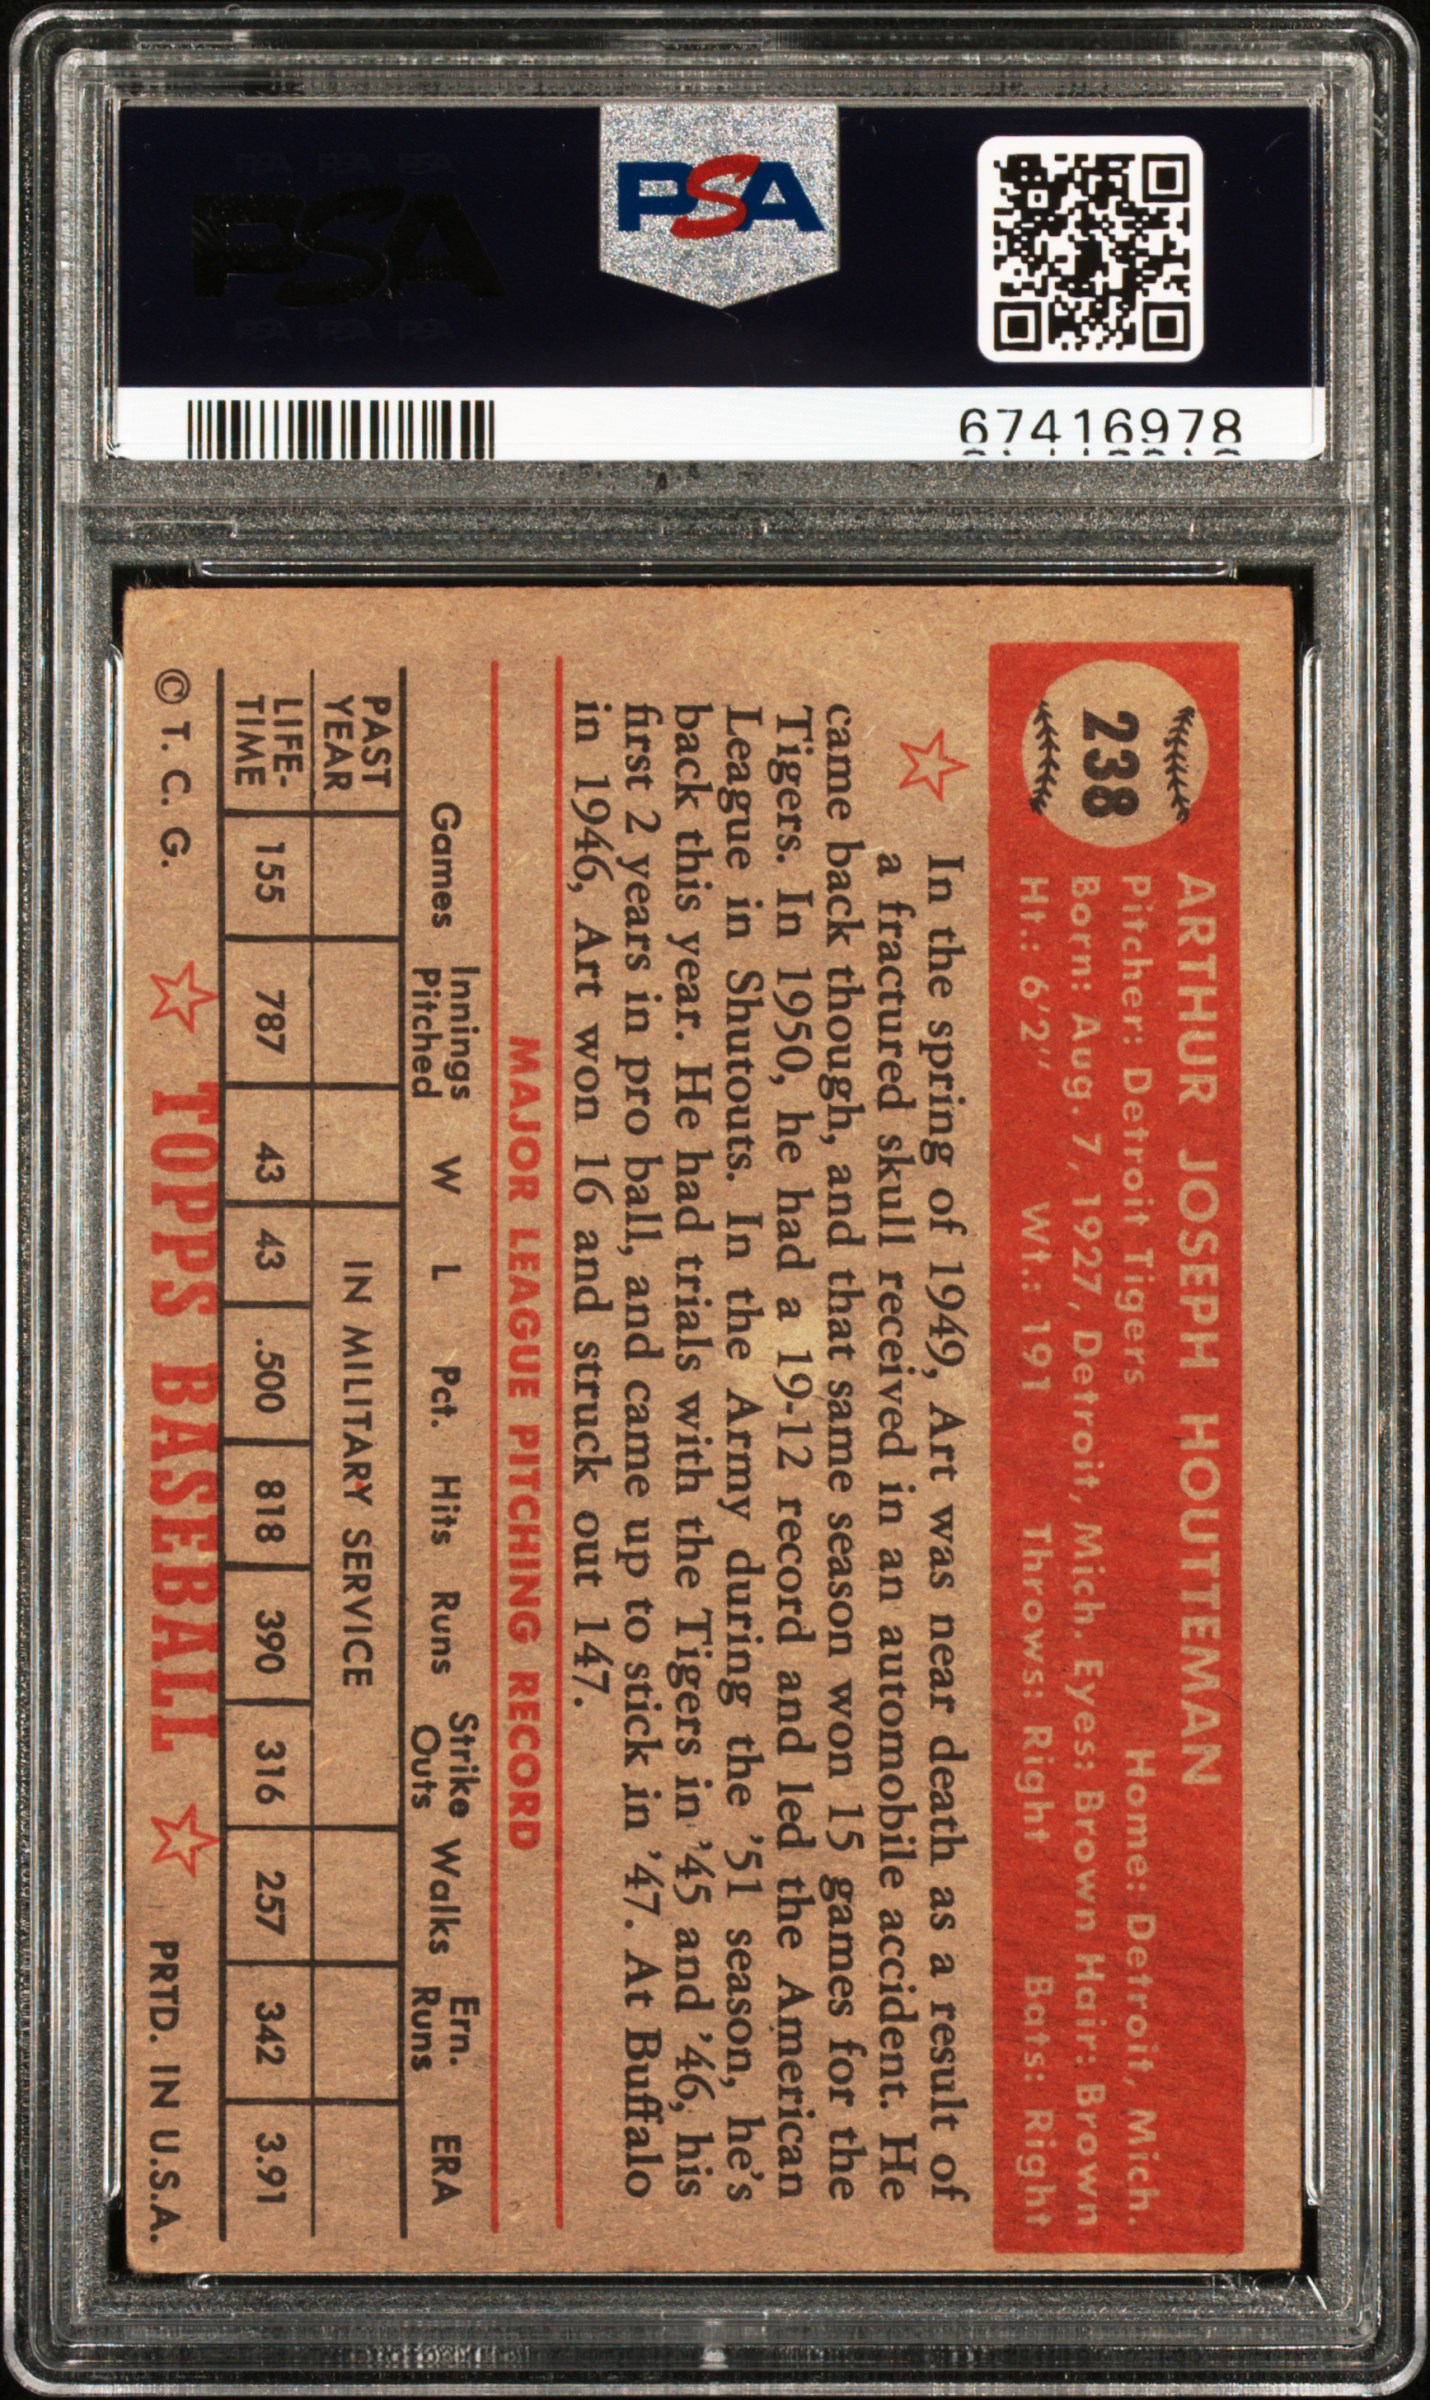 PSA
PSA
67416978
238
ARTHUR JOSEPH HOUTTEMAN
Pitcher: Detroit Tigers Home: Detroit, Mich.
Born: Aug. 7, 1927, Detroit, Mich. Eyes: Brown Hair: Brown
Ht.: 6'2" Wt.: 191 Throws: Right Bats: Right
In the spring of 1949, Art was near death as a result of
a fractured skull received in an automobile accident. He
came back though, and that same season won 15 games for the
Tigers. In 1950, he had a 19-12 record and led the American
League in Shutouts. In the Army during the '51 season, he's
back this year. He had trials with the Tigers in '45 and '46, his
first 2 years in pro ball, and came up to stick in '47. At Buffalo
in 1946, Art won 16 and struck out 147.
MAJOR LEAGUE PITCHING RECORD
Games Innings Pitched W L Pct. Hits Runs Strike Outs Walks Ern. Runs ERA
PAST YEAR IN MILITARY SERVICE
LIFE-TIME 155 787 43 43 .500 818 390 316 257 342 3.91
© T. C. G. TOPPS BASEBALL PRTD. IN U.S.A.